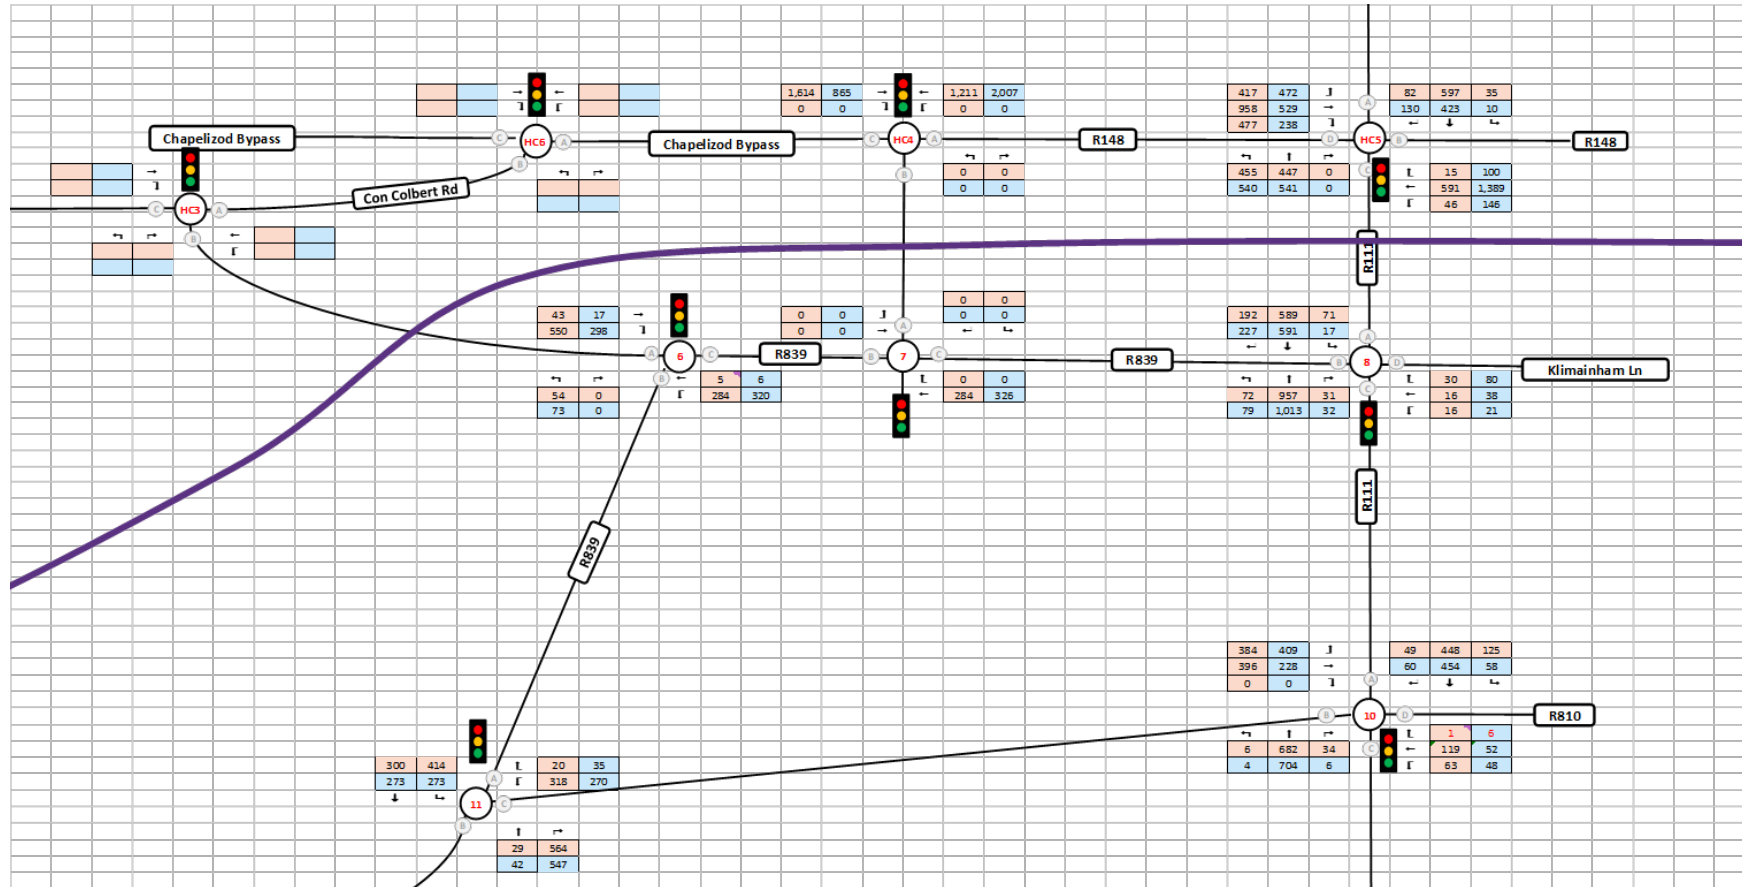 1,614 865 1,211 2,007 417 472 82 597 35
0 0 0 0 958 529 130 423 10
477 238
A
Chapelizod Bypass C HC6 A Chapelizod Bypass C HC4 A R148 D HC5 B R148
B B
0 0 455 447 0 C 15 100
0 0 540 541 0 591 1,389
46 146
Con Colbert Rd
C HC3 A
B
R111
0 0
43 17 0 0 0 0 192 589 71
550 298 0 0 227 591 17
A A
A 6 C R839 B 7 C R839 B 8 D Klimainham Ln
B 5 6 0 0 C 30 80
54 0 284 320 284 326 72 957 31 16 38
73 0 79 1,013 32 16 21
R111
R839
384 409 49 448 125
396 228 60 454 58
0 0
A
B 10 D R810
1 6
6 682 34 C 119 52
4 704 6 63 48
300 414 20 35
273 273 A 318 270
11 C
B
29 564
42 547